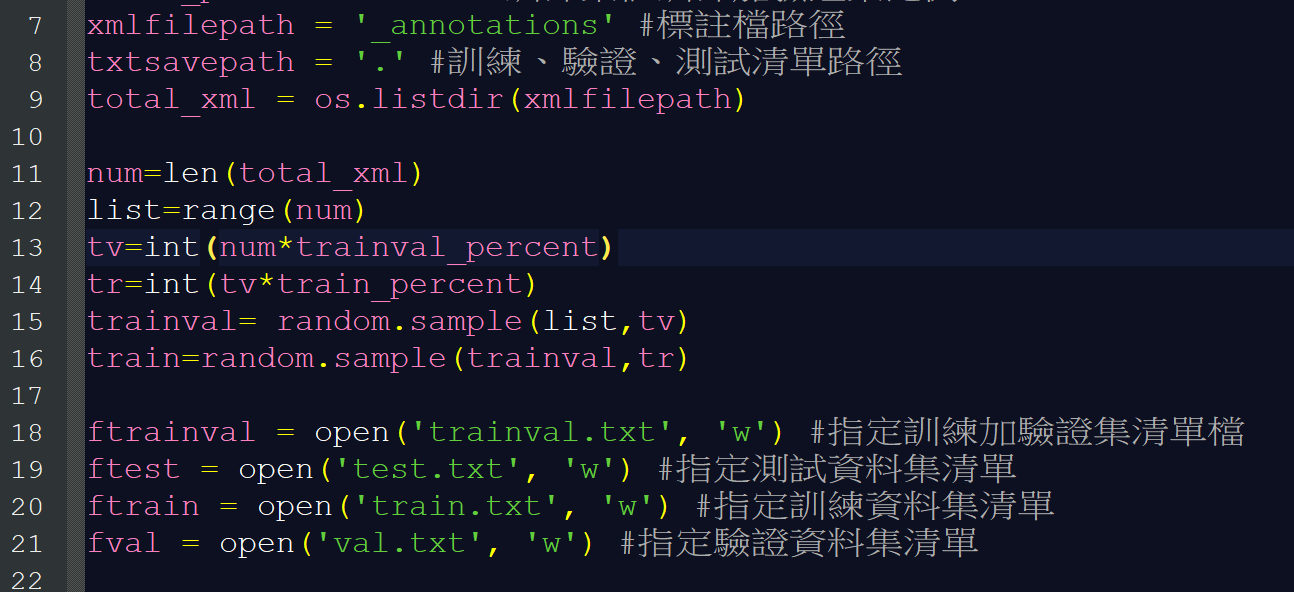 7 xmlfilepath = '_annotations' #標註檔路徑
8 txtsavepath = '.' #訓練、驗證、測試清單路徑
9 total_xml = os.listdir(xmlfilepath)
10
11 num=len(total_xml)
12 list=range(num)
13 tv=int(num*trainval_percent)
14 tr=int(tv*train_percent)
15 trainval= random.sample(list,tv)
16 train=random.sample(trainval,tr)
17
18 ftrainval = open('trainval.txt', 'w') #指定訓練加驗證集清單檔
19 ftest = open('test.txt', 'w') #指定測試資料集清單
20 ftrain = open('train.txt', 'w') #指定訓練資料集清單
21 fval = open('val.txt', 'w') #指定驗證資料集清單
22